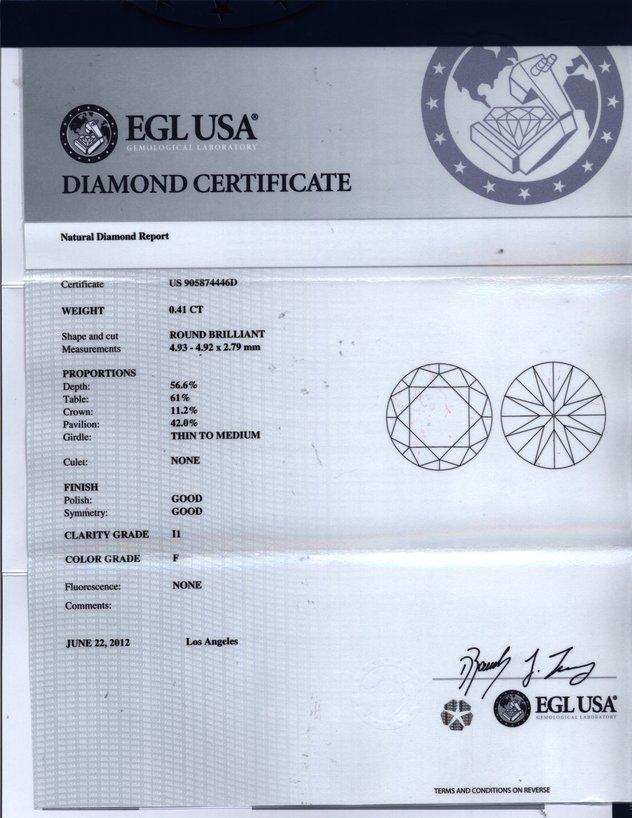 EGL USA®
GEMOLOGICAL LABORATORY
DIAMOND CERTIFICATE
Natural Diamond Report
Certificate US 905874446D
WEIGHT 0.41 CT
Shape and cut ROUND BRILLIANT
Measurements 4.93 - 4.92 x 2.79 mm
PROPORTIONS
Depth: 56.6%
Table: 61%
Crown: 11.2%
Pavilion: 42.0%
Girdle: THIN TO MEDIUM
Culet: NONE
FINISH
Polish: GOOD
Symmetry: GOOD
CLARITY GRADE I1
COLOR GRADE F
Fluorescence: NONE
Comments:
JUNE 22, 2012 Los Angeles
EGL USA®
GEMOLOGICAL LABORATORY
TERMS AND CONDITIONS ON REVERSE